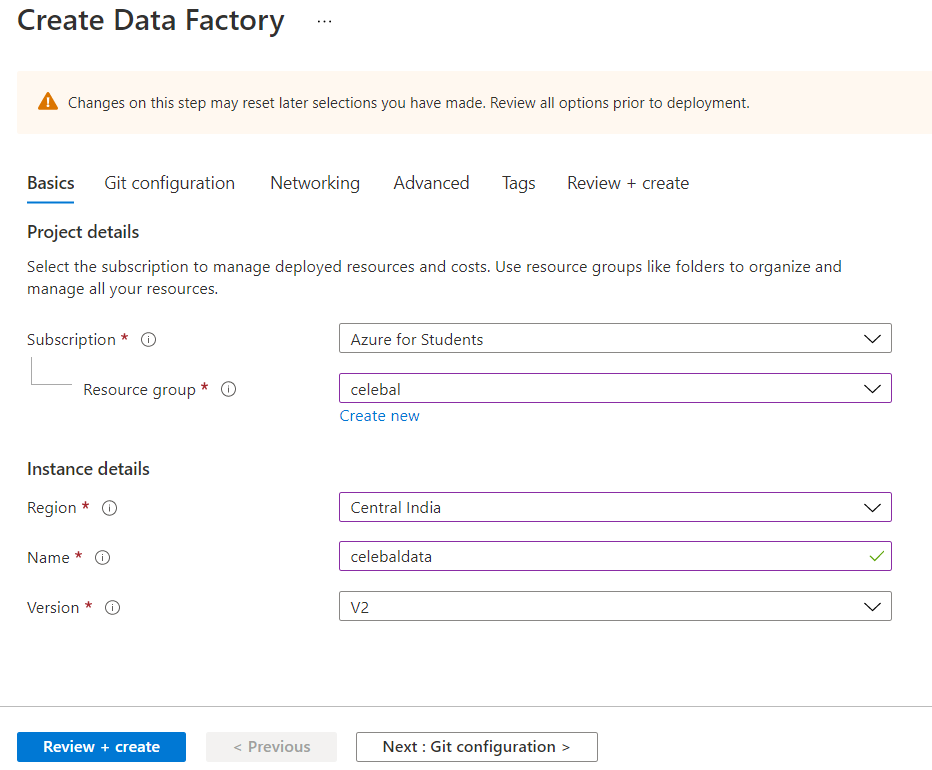 Create Data Factory ...
Changes on this step may reset later selections you have made. Review all options prior to deployment.
Basics Git configuration Networking Advanced Tags Review + create
Project details
Select the subscription to manage deployed resources and costs. Use resource groups like folders to organize and
manage all your resources.
Subscription * Azure for Students
Resource group * celebal
Create new
Instance details
Region * Central India
Name * celebaldata
Version * V2
Review + create < Previous Next : Git configuration >